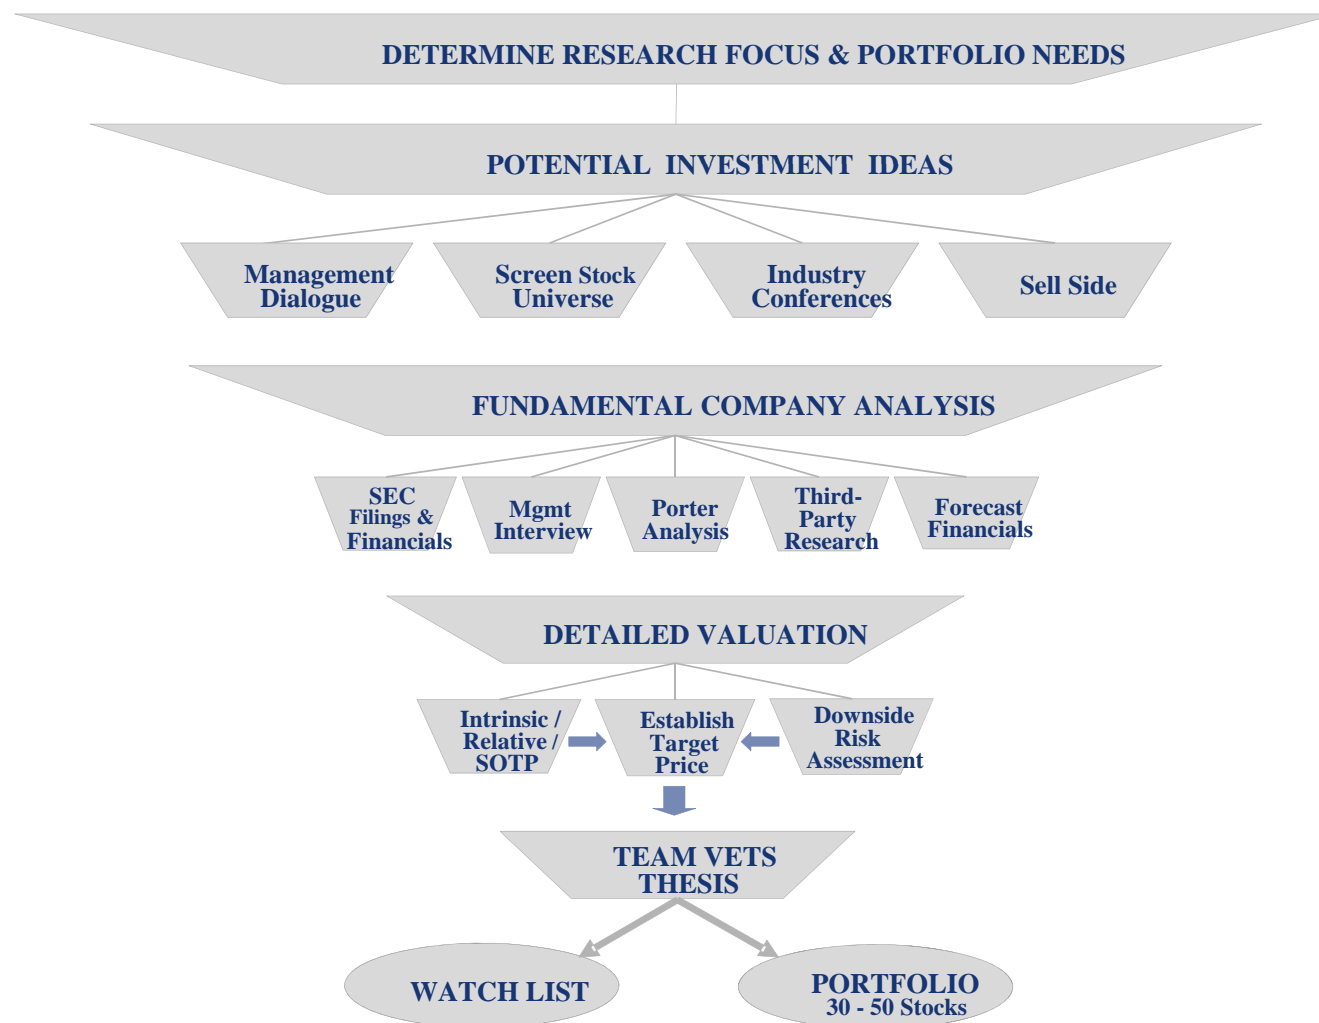 DETERMINE RESEARCH FOCUS & PORTFOLIO NEEDS
POTENTIAL INVESTMENT IDEAS
Management
Dialogue
Screen Stock
Universe
Industry
Conferences
Sell Side
FUNDAMENTAL COMPANY ANALYSIS
SEC
Filings &
Financials
Mgmt
Interview
Porter
Analysis
Third-
Party
Research
Forecast
Financials
DETAILED VALUATION
Intrinsic /
Relative /
SOTP
Establish
Target
Price
Downside
Risk
Assessment
TEAM VETS
THESIS
WATCH LIST
PORTFOLIO
30 - 50 Stocks